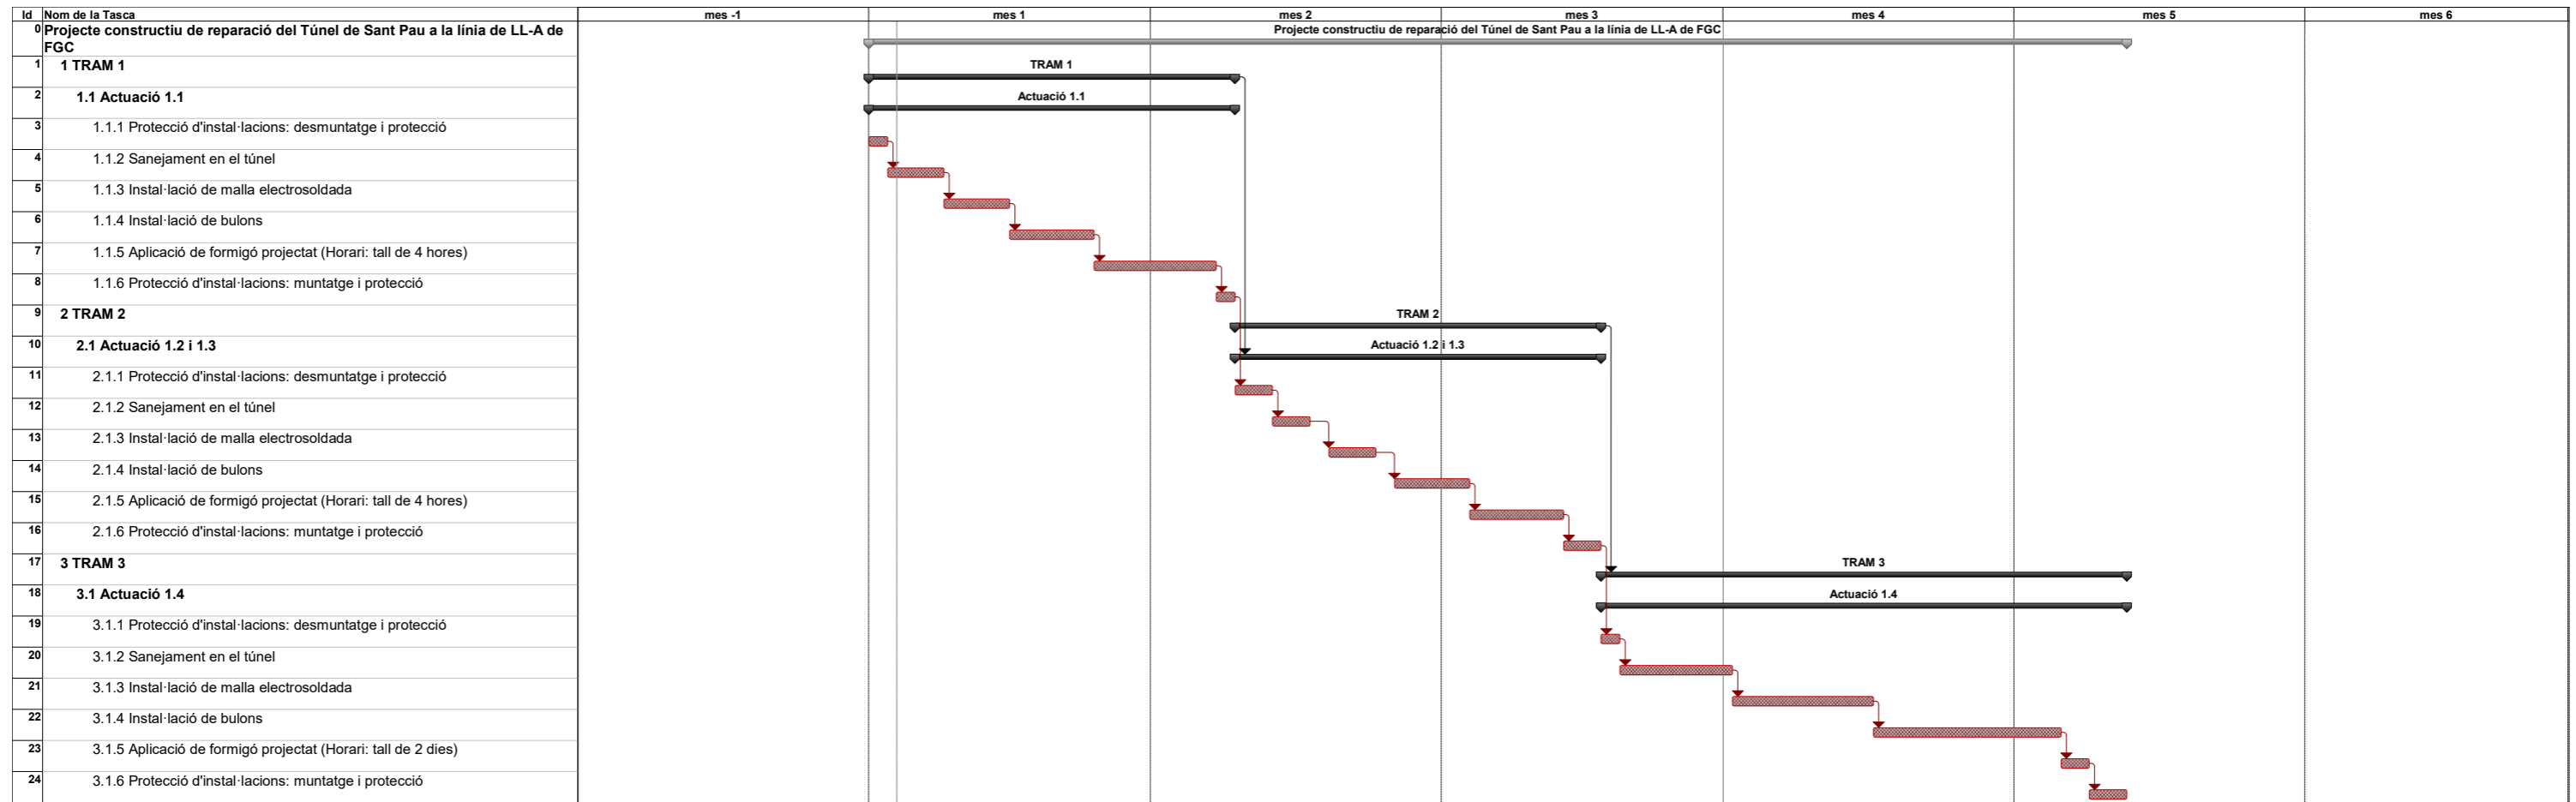 Id Nom de la Tasca mes -1 mes 1 mes 2 mes 3 mes 4 mes 5 mes 6
0 Projecte constructiu de reparació del Túnel de Sant Pau a la línia de LL-A de
FGC
Projecte constructiu de reparació del Túnel de Sant Pau a la línia de LL-A de FGC
1 1 TRAM 1 TRAM 1
2 1.1 Actuació 1.1 Actuació 1.1
3 1.1.1 Protecció d'instal·lacions: desmuntatge i protecció
4 1.1.2 Sanejament en el túnel
5 1.1.3 Instal·lació de malla electrosoldada
6 1.1.4 Instal·lació de bulons
7 1.1.5 Aplicació de formigó projectat (Horari: tall de 4 hores)
8 1.1.6 Protecció d'instal·lacions: muntatge i protecció
9 2 TRAM 2 TRAM 2
10 2.1 Actuació 1.2 i 1.3 Actuació 1.2 i 1.3
11 2.1.1 Protecció d'instal·lacions: desmuntatge i protecció
12 2.1.2 Sanejament en el túnel
13 2.1.3 Instal·lació de malla electrosoldada
14 2.1.4 Instal·lació de bulons
15 2.1.5 Aplicació de formigó projectat (Horari: tall de 4 hores)
16 2.1.6 Protecció d'instal·lacions: muntatge i protecció
17 3 TRAM 3 TRAM 3
18 3.1 Actuació 1.4 Actuació 1.4
19 3.1.1 Protecció d'instal·lacions: desmuntatge i protecció
20 3.1.2 Sanejament en el túnel
21 3.1.3 Instal·lació de malla electrosoldada
22 3.1.4 Instal·lació de bulons
23 3.1.5 Aplicació de formigó projectat (Horari: tall de 2 dies)
24 3.1.6 Protecció d'instal·lacions: muntatge i protecció